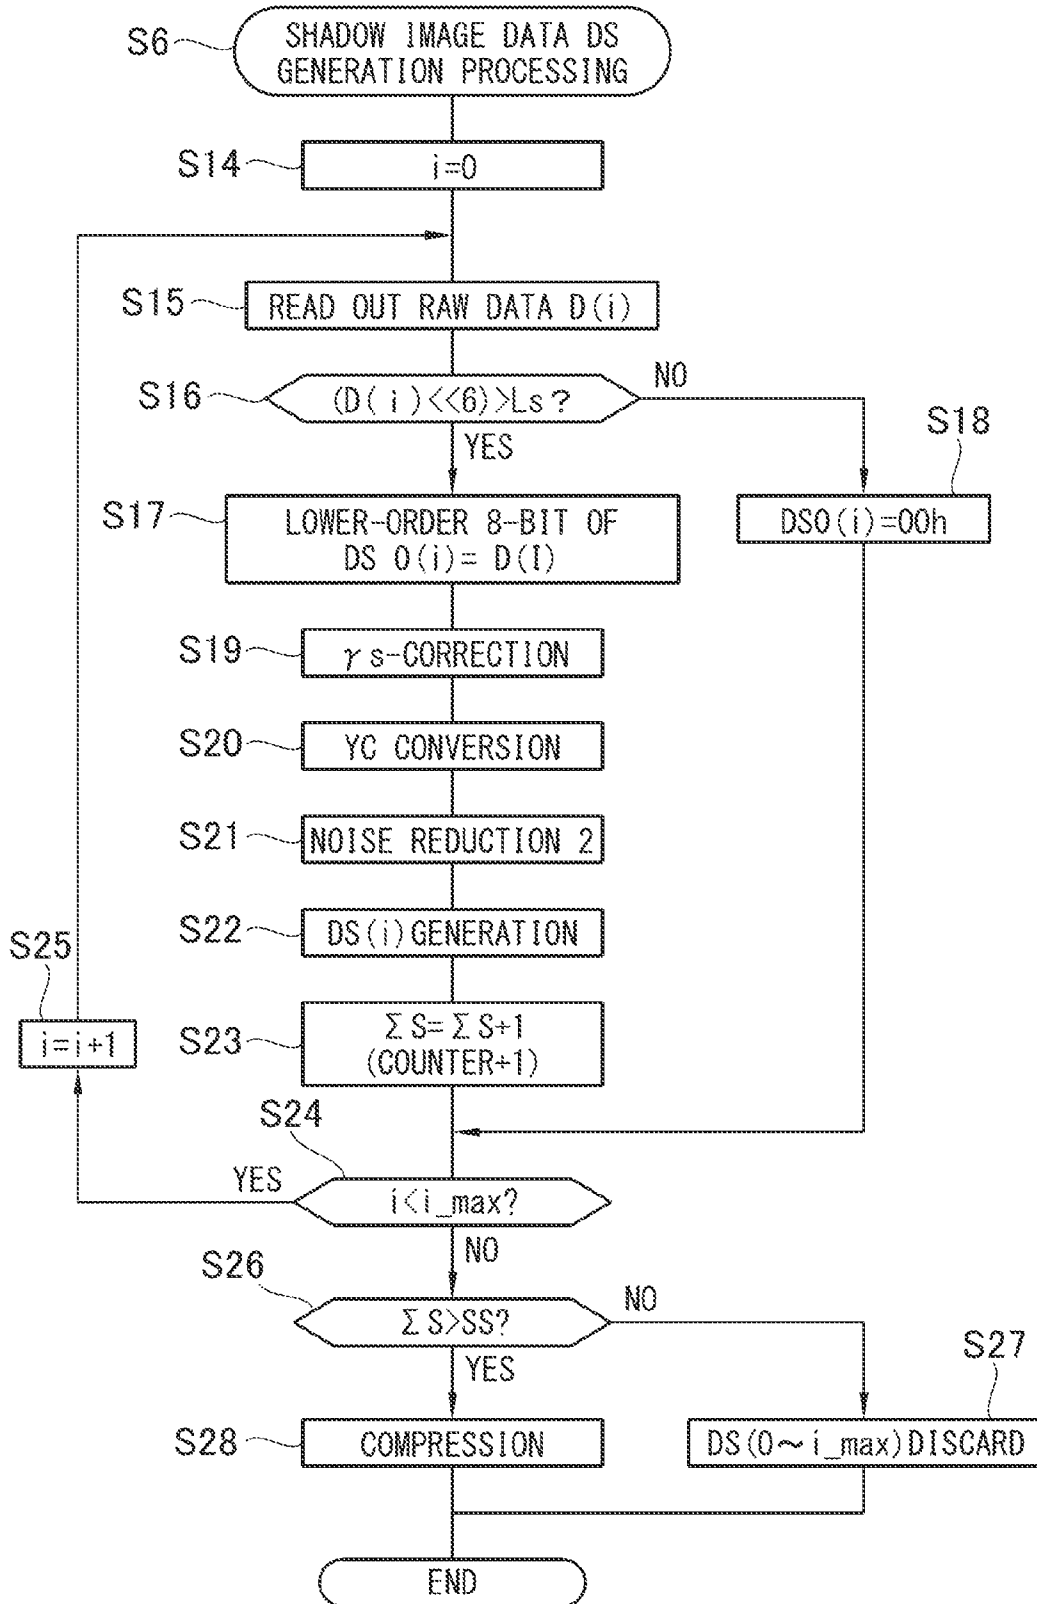 S6
SHADOW IMAGE DATA DS
GENERATION PROCESSING
S14
i=0
S15
READ OUT RAW DATA D(i)
S16
(D(i)<<6)>Ls?
NO
YES
S18
DS0(i)=00h
S17
LOWER-ORDER 8-BIT OF
DS 0(i)= D(I)
S19
γs-CORRECTION
S20
YC CONVERSION
S21
NOISE REDUCTION 2
S22
DS(i)GENERATION
S25
i=i+1
S23
ΣS=ΣS+1
(COUNTER+1)
S24
YES
i<i_max?
NO
S26
ΣS>SS?
NO
YES
S27
DS(0~i_max)DISCARD
S28
COMPRESSION
END